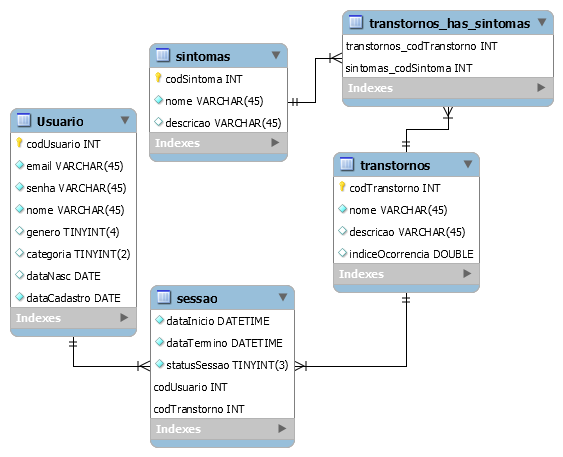 transtornos_has_sintomas
transtornos_codTranstorno INT
sintomas_codSintoma INT
Indexes
sintomas
codSintoma INT
nome VARCHAR(45)
descricao VARCHAR(45)
Indexes
Usuario
codUsuario INT
email VARCHAR(45)
senha VARCHAR(45)
nome VARCHAR(45)
genero TINYINT(4)
categoria TINYINT(2)
dataNasc DATE
dataCadastro DATE
Indexes
transtornos
codTranstorno INT
nome VARCHAR(45)
descricao VARCHAR(45)
indiceOcorrencia DOUBLE
Indexes
sessao
dataInicio DATETIME
dataTermino DATETIME
statusSessao TINYINT(3)
codUsuario INT
codTranstorno INT
Indexes